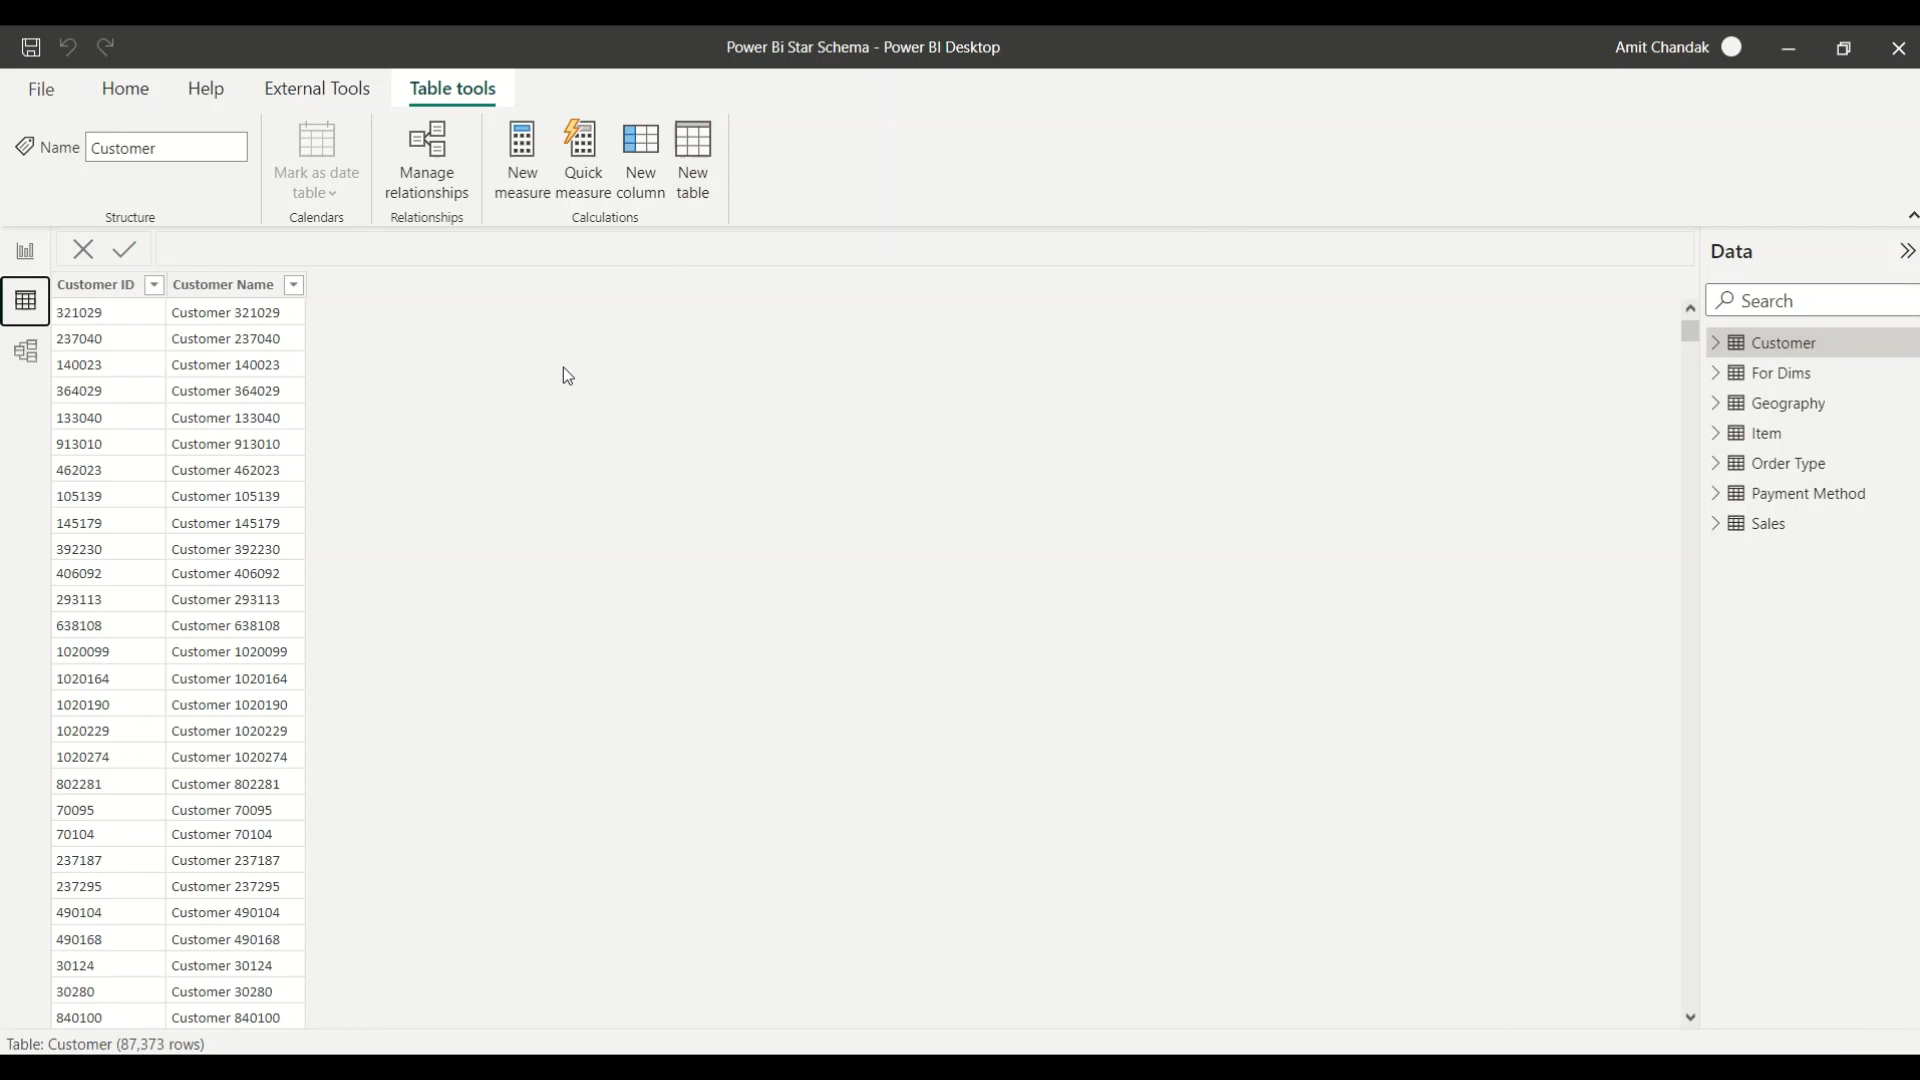 Power Bi Star Schema - Power BI Desktop
Amit Chandak
File Home Help External Tools Table tools
Name Customer
Mark as date table
Manage relationships
New measure
Quick measure
New column
New table
Structure Calendars Relationships Calculations
Data
Search
Customer
For Dims
Geography
Item
Order Type
Payment Method
Sales
Customer ID Customer Name
321029 Customer 321029
237040 Customer 237040
140023 Customer 140023
364029 Customer 364029
133040 Customer 133040
913010 Customer 913010
462023 Customer 462023
105139 Customer 105139
145179 Customer 145179
392230 Customer 392230
406092 Customer 406092
293113 Customer 293113
638108 Customer 638108
1020099 Customer 1020099
1020164 Customer 1020164
1020190 Customer 1020190
1020229 Customer 1020229
1020274 Customer 1020274
802281 Customer 802281
70095 Customer 70095
70104 Customer 70104
237187 Customer 237187
237295 Customer 237295
490104 Customer 490104
490168 Customer 490168
30124 Customer 30124
30280 Customer 30280
840100 Customer 840100
Table: Customer (87,373 rows)